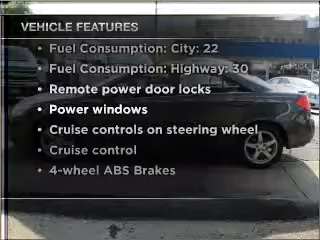 VEHICLE FEATURES
• Fuel Consumption: City: 22
• Fuel Consumption: Highway: 30
• Remote power door locks
• Power windows
• Cruise controls on steering wheel
• Cruise control
• 4-wheel ABS Brakes